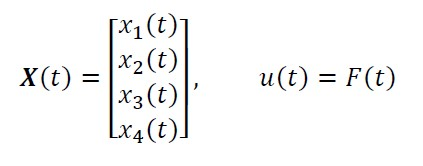 𝑿(𝑡) = [𝑥₁(𝑡) 𝑥₂(𝑡) 𝑥₃(𝑡) 𝑥₄(𝑡)], 𝑢(𝑡) = 𝐹(𝑡)